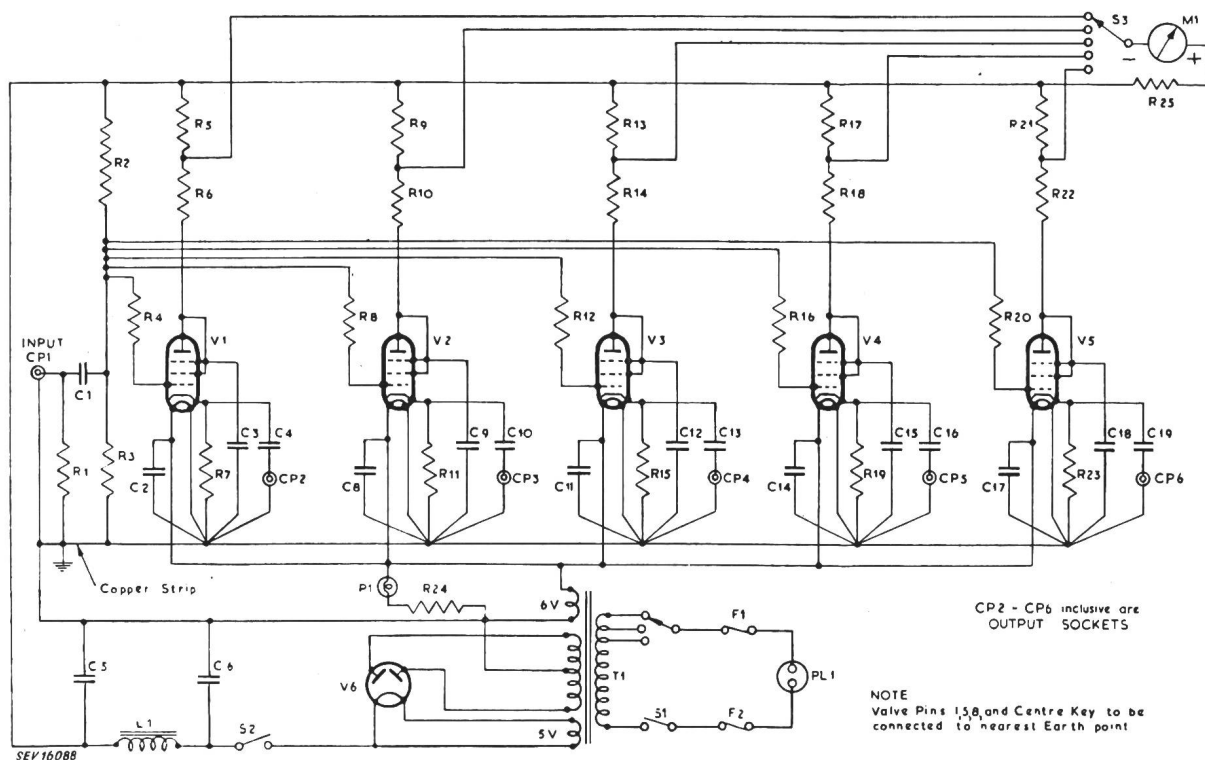 S3
M1
− +
R25
R2
R5
R9
R13
R17
R21
R6
R10
R14
R18
R22
R4
R8
R12
R16
R20
V1
V2
V3
V4
V5
INPUT
CP1
C1
R1
R3
C2
R7
C3
C4
CP2
C8
R11
C9
C10
CP3
C11
R15
C12
C13
CP4
C14
R19
C15
C16
CP5
C17
R23
C18
C19
CP6
Copper Strip
P1
R24
6V
F1
CP2 - CP6 inclusive are
OUTPUT SOCKETS
C5
C6
V6
T1
PL1
L1
S2
5V
S1
F2
NOTE
Valve Pins 1,5,8, and Centre Key to be
connected to nearest Earth point
SEV16088